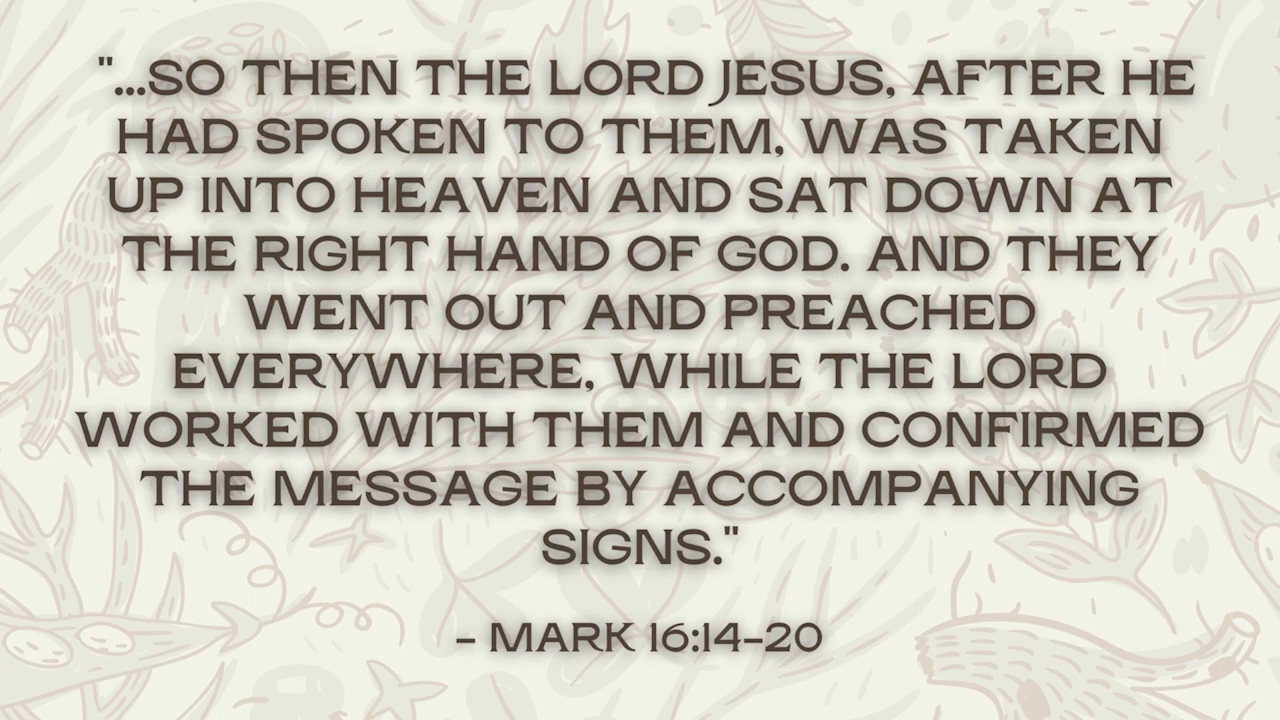 "...SO THEN THE LORD JESUS, AFTER HE
HAD SPOKEN TO THEM, WAS TAKEN
UP INTO HEAVEN AND SAT DOWN AT
THE RIGHT HAND OF GOD. AND THEY
WENT OUT AND PREACHED
EVERYWHERE, WHILE THE LORD
WORKED WITH THEM AND CONFIRMED
THE MESSAGE BY ACCOMPANYING
SIGNS."
- MARK 16:14-20